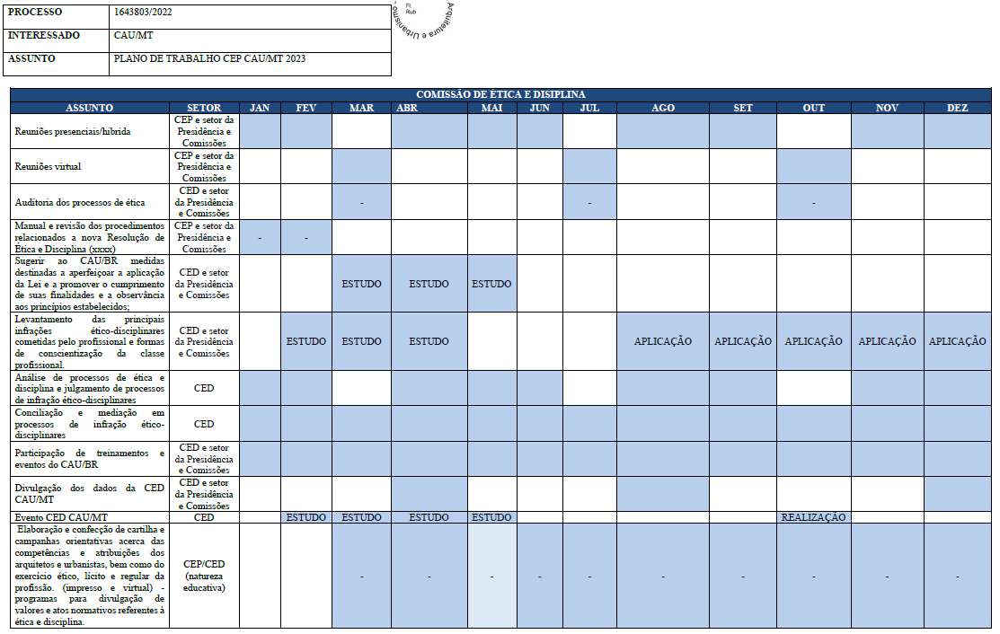 PROCESSO 1643803/2022
Fl.
Rub
Arquitetura e Urbanismo
INTERESSADO CAU/MT
ASSUNTO PLANO DE TRABALHO CEP CAU/MT 2023
COMISSÃO DE ÉTICA E DISIPLINA
ASSUNTO SETOR JAN FEV MAR ABR MAI JUN JUL AGO SET OUT NOV DEZ
Reuniões presenciais/hibrida
CEP e setor da
Presidência e
Comissões
Reuniões virtual
CEP e setor da
Presidência e
Comissões
Auditoria dos processos de ética
CED e setor
da Presidência
e Comissões
- - -
Manual e revisão dos procedimentos
relacionados a nova Resolução de
Ética e Disciplina (xxxx)
CEP e setor da
Presidência e
Comissões
- -
Sugerir ao CAU/BR medidas
destinadas a aperfeiçoar a aplicação
da Lei e a promover o cumprimento
de suas finalidades e a observância
aos princípios estabelecidos;
CED e setor
da Presidência
e Comissões
ESTUDO ESTUDO ESTUDO
Levantamento das principais
infrações ético-disciplinares
cometidas pelo profissional e formas
de conscientização da classe
profissional.
CED e setor
da Presidência
e Comissões
ESTUDO ESTUDO ESTUDO APLICAÇÃO APLICAÇÃO APLICAÇÃO APLICAÇÃO APLICAÇÃO
Análise de processos de ética e
disciplina e julgamento de processos
de infração ético-disciplinares
CED
Conciliação e mediação em
processos de infração ético-
disciplinares
CED
Participação de treinamentos e
eventos do CAU/BR
CED e setor
da Presidência
e Comissões
Divulgação dos dados da CED
CAU/MT
CED e setor
da Presidência
e Comissões
Evento CED CAU/MT CED ESTUDO ESTUDO ESTUDO ESTUDO REALIZAÇÃO
Elaboração e confecção de cartilha e
campanhas orientativas acerca das
competências e atribuições dos
arquitetos e urbanistas, bem como do
exercício ético, lícito e regular da
profissão. (impresso e virtual) -
programas para divulgação de
valores e atos normativos referentes à
ética e disciplina.
CEP/CED
(natureza
educativa)
- - - - - - - - - -